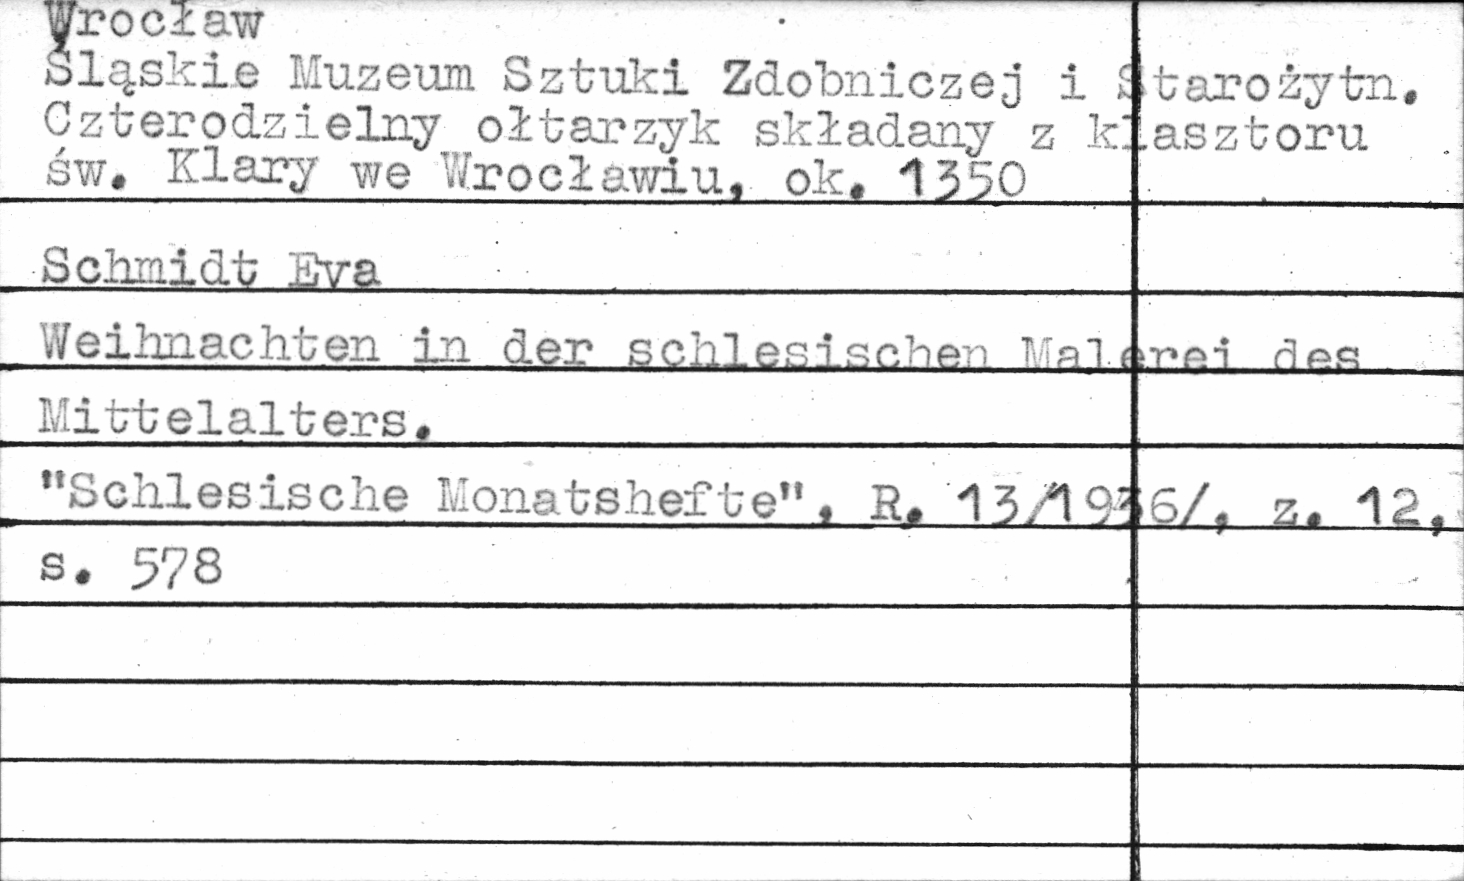 Wrocław
Śląskie Muzeum Sztuki Zdobniczej i Starożytn.
Czterodzielny ołtarzyk składany z klasztoru
św. Klary we Wrocławiu, ok. 1350
Schmidt Eva
Weihnachten in der schlesischen Malerei des
Mittelalters.
"Schlesische Monatshefte", R. 13/1936/, z. 12,
s. 578